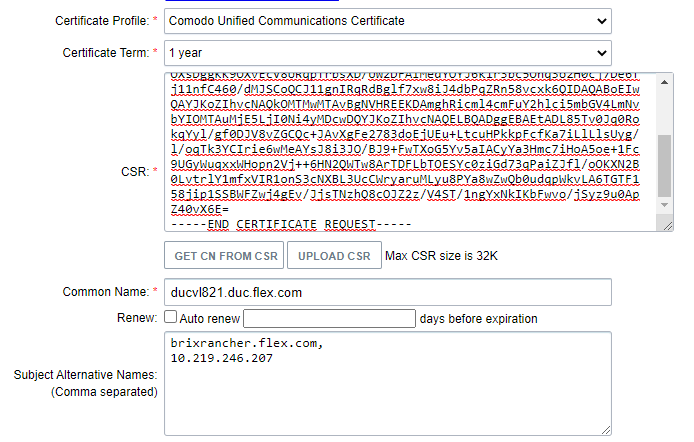 Certificate Profile: * Comodo Unified Communications Certificate
Certificate Term: * 1 year
CSR: *
j11nfC460/dMJSCoQCJ11gnIRqRdBglf7xw8iJ4dbPqZRn58vcxk6QIDAQABoEIw
QAYJKoZIhvcNAQkOMTMwMTAvBgNVHREEKDAmghRicml4cmFuY2hlci5mbGV4LmNv
bYIOMTAuMjE5LjI0Ni4yMDcwDQYJKoZIhvcNAQELBQADggEBAEtADL85Tv0Jq0Ro
kqYyl/gf0DJV8vZGCQc+JAvXgFe2783doEjUEu+LtcuHPkkpFcfKa7iLlLlsUyg/
l/oqTk3YCIrie6wMeAYsJ8i3JO/BJ9+FwTXoG5Yv5aIACyYa3Hmc7iHoA5oe+1Fc
9UGyWuqxxWHopn2Vj++6HN2QWTw8ArTDFLbTOESYc0ziGd73qPaiZJfl/oOKXN2B
0LvtrlY1mfxVIR1onS3cNXBL3UcCWryaruMLyu8PYa8wZwQb0udqpWkvLA6TGTF1
58jip1SSBWFZwj4gEv/JjsTNzhQ8cOJZ2z/V4ST/1ngYxNkIKbFwvo/jSyz9u0Ap
Z40vX6E=
-----END CERTIFICATE REQUEST-----
GET CN FROM CSR UPLOAD CSR Max CSR size is 32K
Common Name: * ducvl821.duc.flex.com
Renew: Auto renew days before expiration
Subject Alternative Names:
(Comma separated)
brixrancher.flex.com,
10.219.246.207